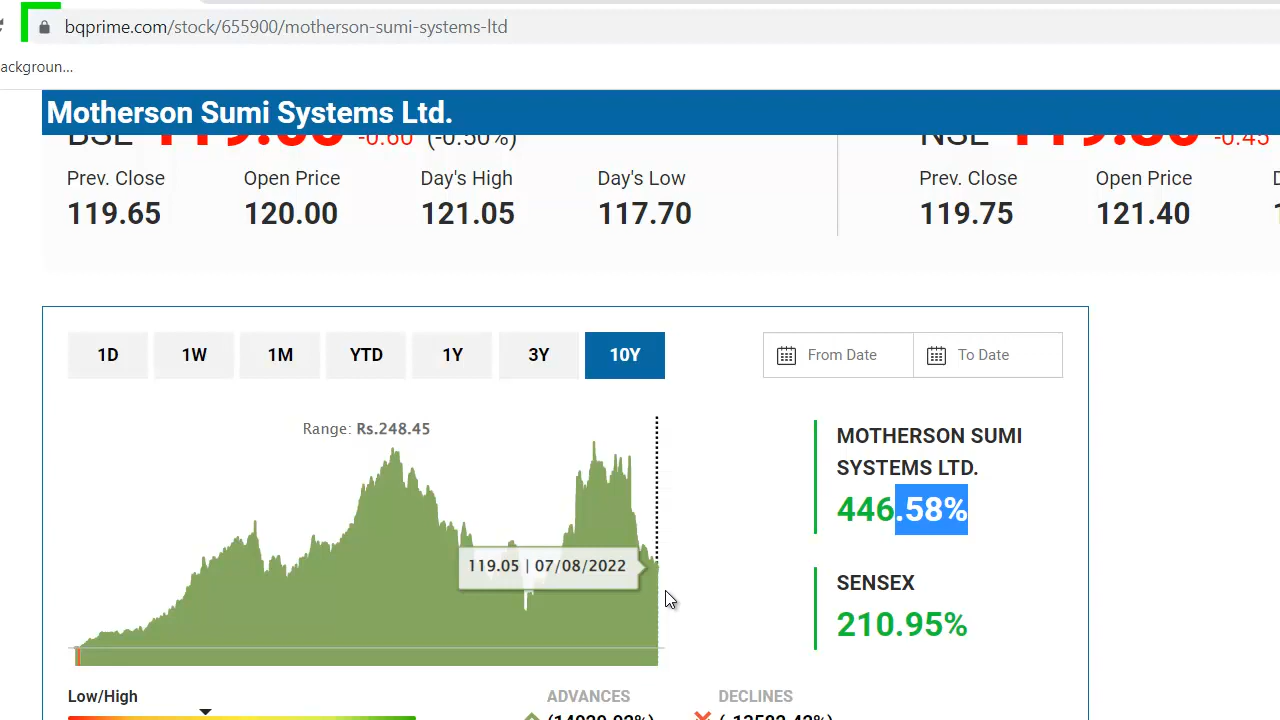 bqprime.com/stock/655900/motherson-sumi-systems-ltd
ackgroun...
Motherson Sumi Systems Ltd.
BSE 119.05 -0.60 (-0.50%) NSE -0.45
Prev. Close Open Price Day's High Day's Low Prev. Close Open Price
119.65 120.00 121.05 117.70 119.75 121.40
1D 1W 1M YTD 1Y 3Y 10Y From Date To Date
Range: Rs.248.45
MOTHERSON SUMI
SYSTEMS LTD.
446.58%
119.05 | 07/08/2022
SENSEX
210.95%
Low/High ADVANCES DECLINES